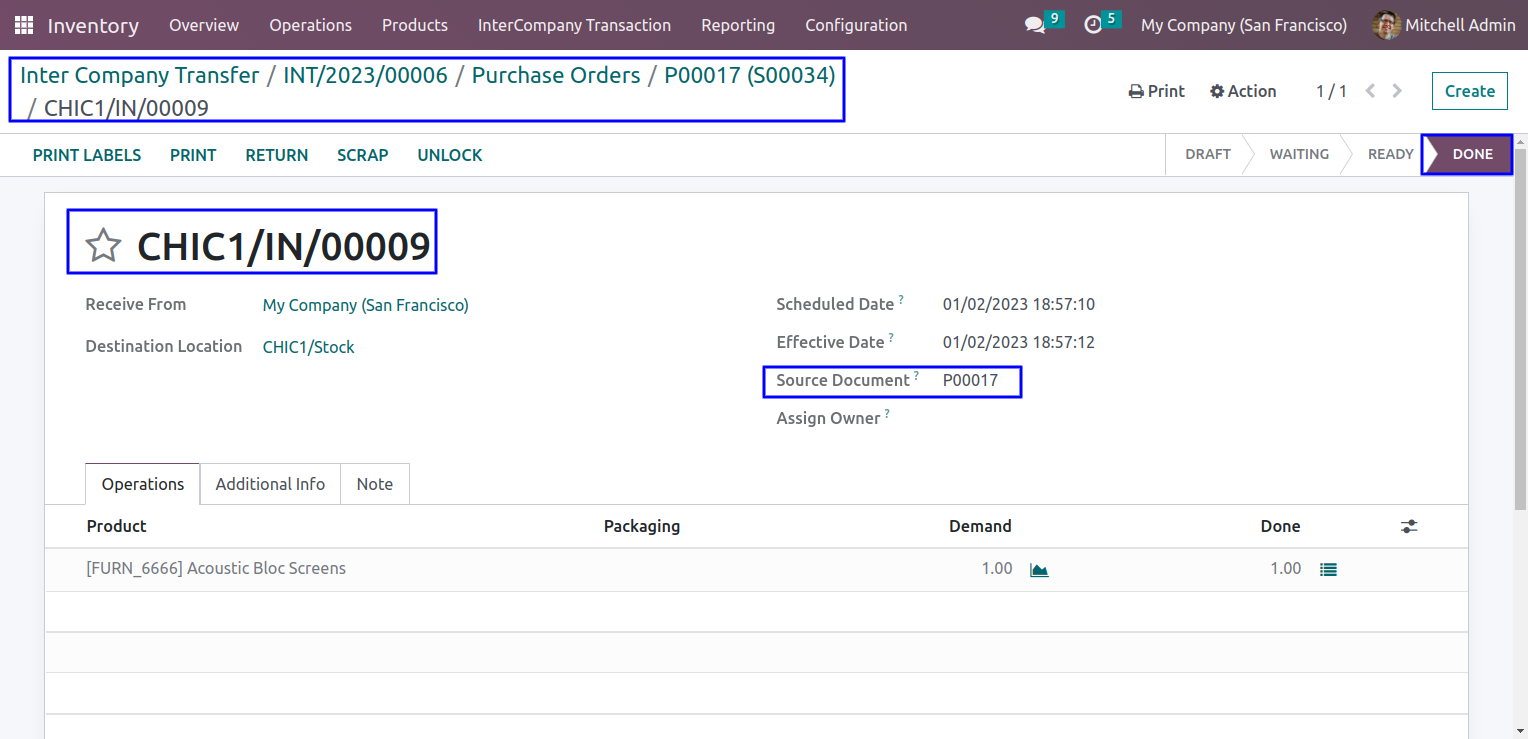 Inventory Overview Operations Products InterCompany Transaction Reporting Configuration 9 5 My Company (San Francisco) Mitchell Admin
Inter Company Transfer / INT/2023/00006 / Purchase Orders / P00017 (S00034)
/ CHIC1/IN/00009
Print Action 1 / 1 Create
PRINT LABELS PRINT RETURN SCRAP UNLOCK DRAFT WAITING READY DONE
CHIC1/IN/00009
Receive From My Company (San Francisco)
Destination Location CHIC1/Stock
Scheduled Date ? 01/02/2023 18:57:10
Effective Date ? 01/02/2023 18:57:12
Source Document ? P00017
Assign Owner ?
Operations Additional Info Note
Product Packaging Demand Done
[FURN_6666] Acoustic Bloc Screens 1.00 1.00